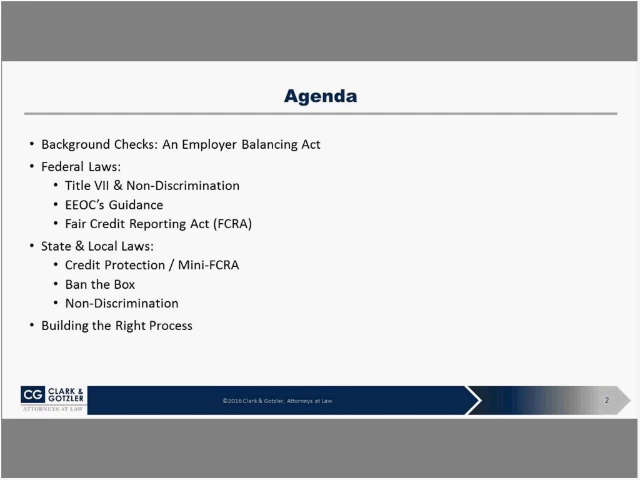 Agenda
• Background Checks: An Employer Balancing Act
• Federal Laws:
• Title VII & Non-Discrimination
• EEOC's Guidance
• Fair Credit Reporting Act (FCRA)
• State & Local Laws:
• Credit Protection / Mini-FCRA
• Ban the Box
• Non-Discrimination
• Building the Right Process
CG CLARK &
GOTZLER
ATTORNEYS AT LAW
©2016 Clark & Gotzler, Attorneys at Law
2